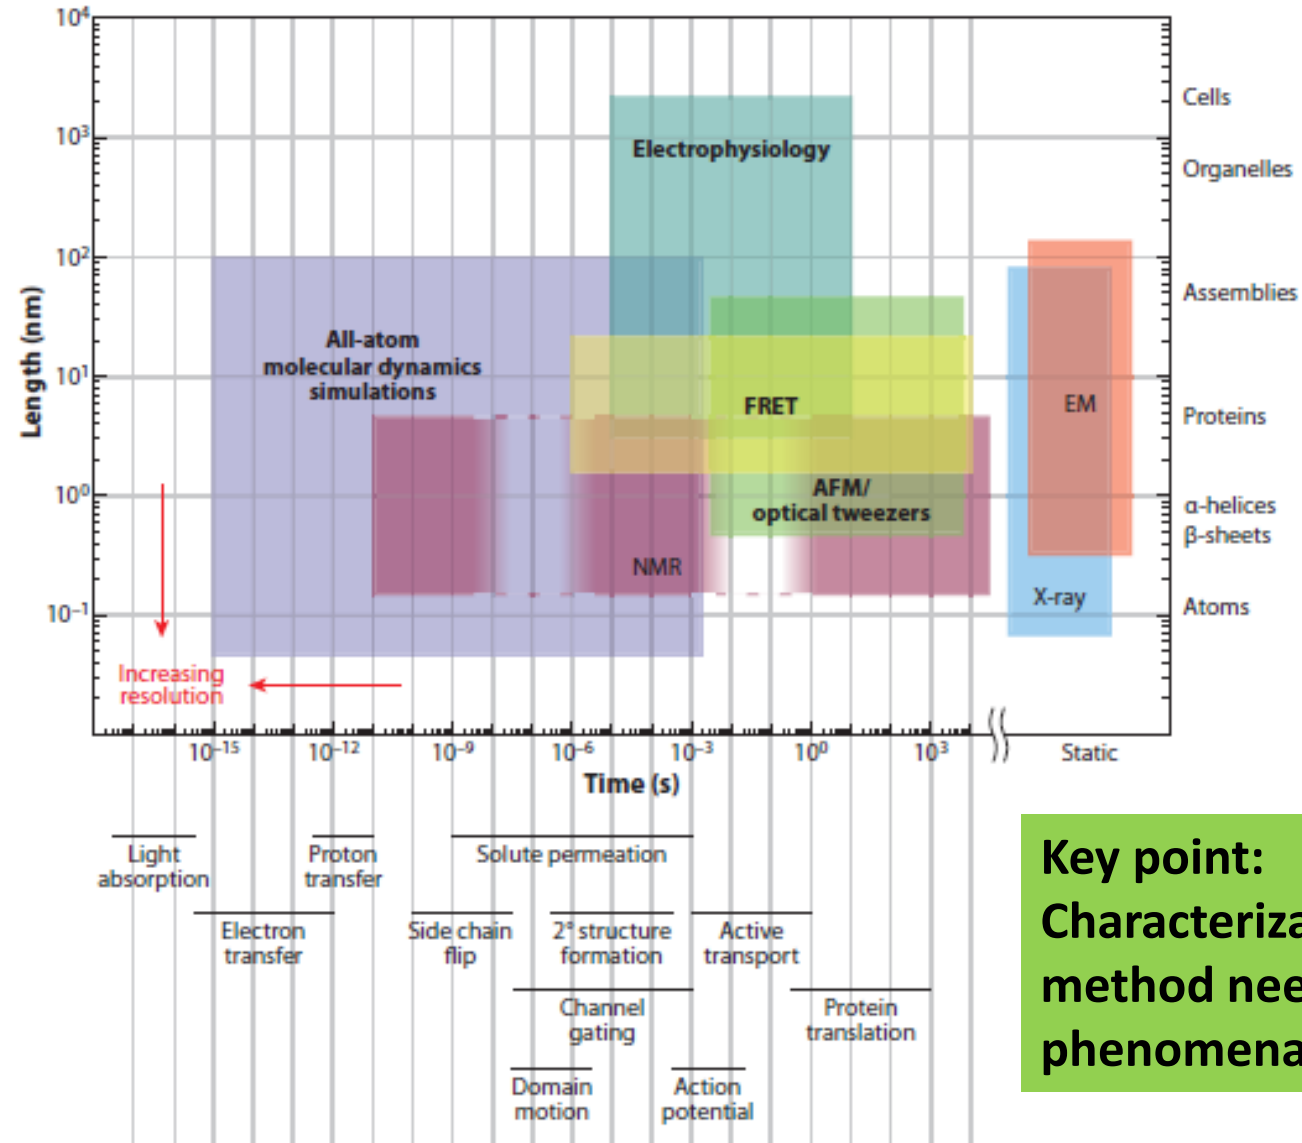 10⁴
10³
10²
10¹
10⁰
10⁻¹
Length (nm)
Electrophysiology
All-atom
molecular dynamics
simulations
FRET
AFM/
optical tweezers
NMR
EM
X-ray
Cells
Organelles
Assemblies
Proteins
α-helices
β-sheets
Atoms
Increasing
resolution
10⁻¹⁵ 10⁻¹² 10⁻⁹ 10⁻⁶ 10⁻³ 10⁰ 10³ Static
Time (s)
Light
absorption
Proton
transfer
Solute permeation
Electron
transfer
Side chain
flip
2° structure
formation
Active
transport
Channel
gating
Protein
translation
Domain
motion
Action
potential
Key point:
method
phenomena